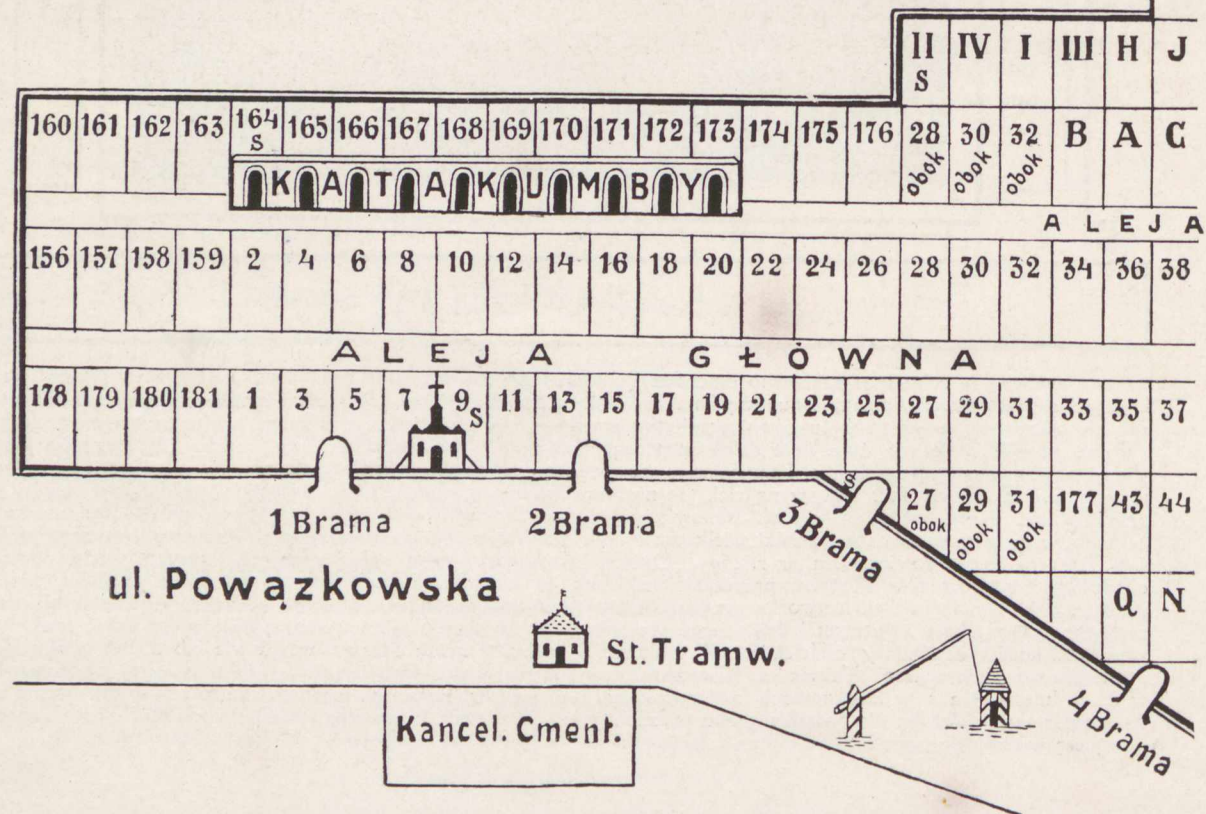 II IV I III H J
S
160 161 162 163 164 165 166 167 168 169 170 171 172 173 174 175 176 28 30 32 B A C
S obok obok obok
KATAKUMBY
ALEJA
156 157 158 159 2 4 6 8 10 12 14 16 18 20 22 24 26 28 30 32 34 36 38
ALEJA GŁÓWNA
178 179 180 181 1 3 5 7 9 11 13 15 17 19 21 23 25 27 29 31 33 35 37
S
S 27 29 31 177 43 44
obok obok obok
1 Brama 2 Brama 3 Brama
ul. Powązkowska
Q N
St. Tramw.
Kancel. Cment.
4 Brama